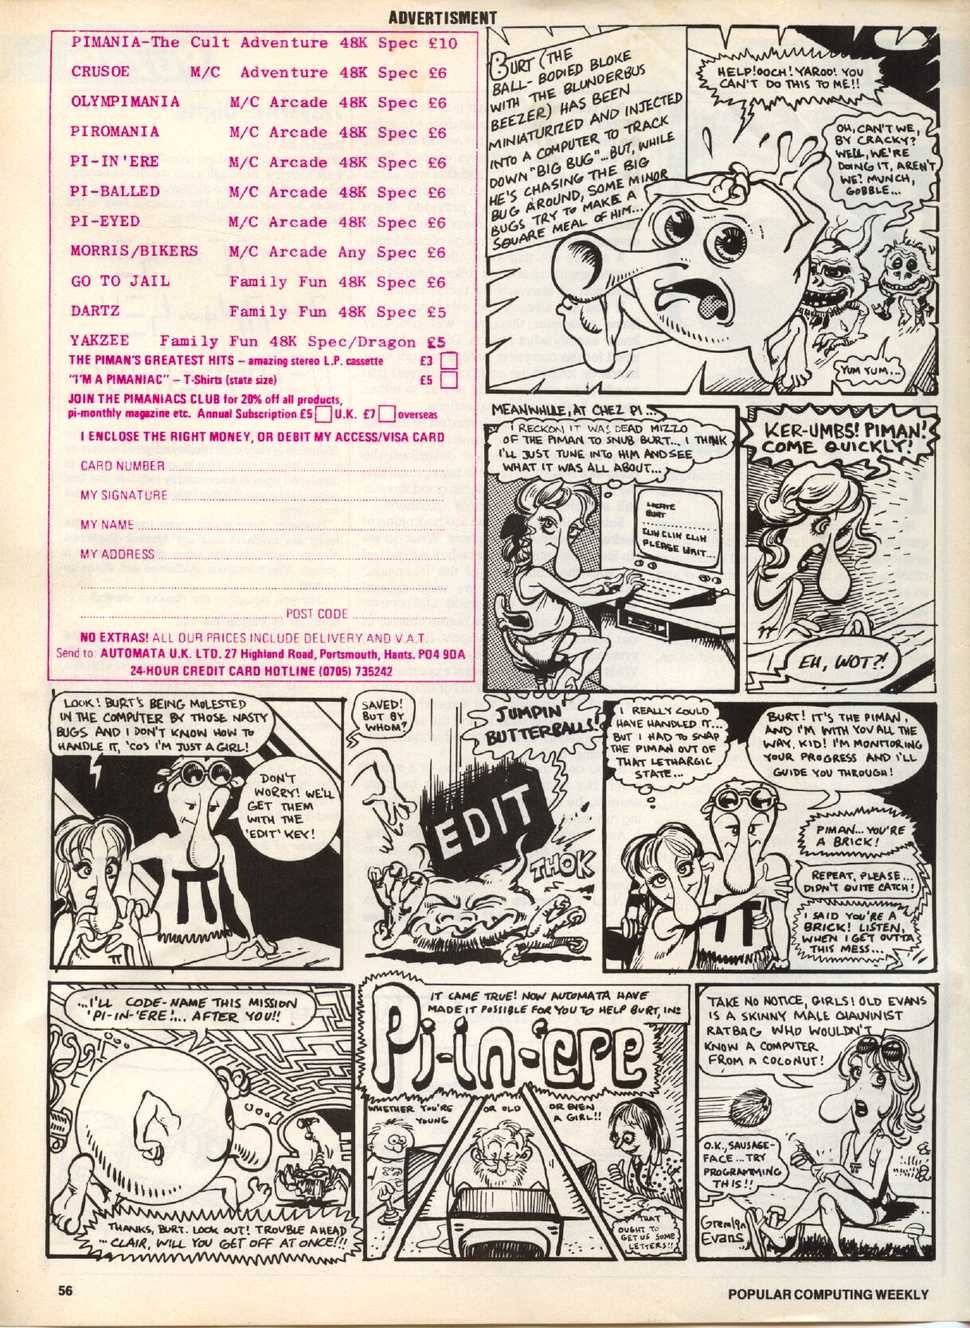 ADVERTISMENT
PIMANIA-The Cult Adventure 48K Spec £10
CRUSOE M/C Adventure 48K Spec £6
OLYMPIMANIA M/C Arcade 48K Spec £6
PIROMANIA M/C Arcade 48K Spec £6
PI-IN'ERE M/C Arcade 48K Spec £6
PI-BALLED M/C Arcade 48K Spec £6
PI-EYED M/C Arcade 48K Spec £6
MORRIS/BIKERS M/C Arcade Any Spec £6
GO TO JAIL Family Fun 48K Spec £6
DARTZ Family Fun 48K Spec £5
YAKZEE Family Fun 48K Spec/Dragon £5
THE PIMAN'S GREATEST HITS – amazing stereo L.P. cassette £3
"I'M A PIMANIAC" – T-Shirts (state size) £5
JOIN THE PIMANIACS CLUB for 20% off all products,
pi-monthly magazine etc. Annual Subscription £5 U.K. £7 overseas
I ENCLOSE THE RIGHT MONEY, OR DEBIT MY ACCESS/VISA CARD
CARD NUMBER
MY SIGNATURE
MY NAME
MY ADDRESS
POST CODE
NO EXTRAS! ALL OUR PRICES INCLUDE DELIVERY AND V.A.T.
Send to: AUTOMATA U.K. LTD. 27 Highland Road, Portsmouth, Hants. PO4 9DA
24-HOUR CREDIT CARD HOTLINE (0705) 735242
BURT (THE
BALL-BODIED BLOKE
WITH THE BLUNDERBUS
BEEZER) HAS BEEN
MINIATURIZED AND INJECTED
INTO A COMPUTER TO TRACK
DOWN "BIG BUG"...BUT, WHILE
HE'S CHASING THE BIG
BUG AROUND, SOME MINOR
BUGS TRY TO MAKE A
SQUARE MEAL OF HIM...
HELP! OOCH! YAROO! YOU
CAN'T DO THIS TO ME!!
OH, CAN'T WE,
BY CRACKY?
WELL, WE'RE
DOING IT, AREN'T
WE? MUNCH,
GOBBLE...
YUM YUM...
MEANWHILE, AT CHEZ PI...
I RECKON IT WAS DEAD MIZZO
OF THE PIMAN TO SNUB BURT... I THINK
I'LL JUST TUNE INTO HIM AND SEE
WHAT IT WAS ALL ABOUT...
LOCATE
BURT
CLIK CLIK CLIK
PLEASE WAIT...
KER-UMBS! PIMAN!
COME QUICKLY!
EH, WOT?!
LOOK! BURT'S BEING MOLESTED
IN THE COMPUTER BY THOSE NASTY
BUGS AND I DON'T KNOW HOW TO
HANDLE IT, 'COS I'M JUST A GIRL!
DON'T
WORRY! WE'LL
GET THEM
WITH THE
'EDIT' KEY!
SAVED!
BUT BY
WHOM?
JUMPIN'
BUTTERBALLS!
EDIT
THOK
I REALLY COULD
HAVE HANDLED IT...
BUT I HAD TO SNAP
THE PIMAN OUT OF
THAT LETHARGIC
STATE...
BURT! IT'S THE PIMAN,
AND I'M WITH YOU ALL THE
WAY, KID! I'M MONITORING
YOUR PROGRESS AND I'LL
GUIDE YOU THROUGH!
PIMAN... YOU'RE
A BRICK!
REPEAT, PLEASE...
DIDN'T QUITE CATCH!
I SAID YOU'RE A
BRICK! LISTEN,
WHEN I GET OUTTA
THIS MESS...
...I'LL CODE-NAME THIS MISSION
'PI-IN-'ERE'... AFTER YOU!!
THANKS, BURT. LOOK OUT! TROUBLE AHEAD
... CLAIR, WILL YOU GET OFF AT ONCE!!!
IT CAME TRUE! NOW AUTOMATA HAVE
MADE IT POSSIBLE FOR YOU TO HELP BURT, IN:
Pi-in-'ere
WHETHER YOU'RE
YOUNG
OR OLD
OR EVEN
A GIRL!!
THAT
OUGHT TO
GET US SOME
LETTERS!!
TAKE NO NOTICE, GIRLS! OLD EVANS
IS A SKINNY MALE CHAUVINIST
RATBAG WHO WOULDN'T
KNOW A COMPUTER
FROM A COCONUT!
O.K., SAUSAGE-
FACE... TRY
PROGRAMMING
THIS!!
Gremlin
Evans
56
POPULAR COMPUTING WEEKLY